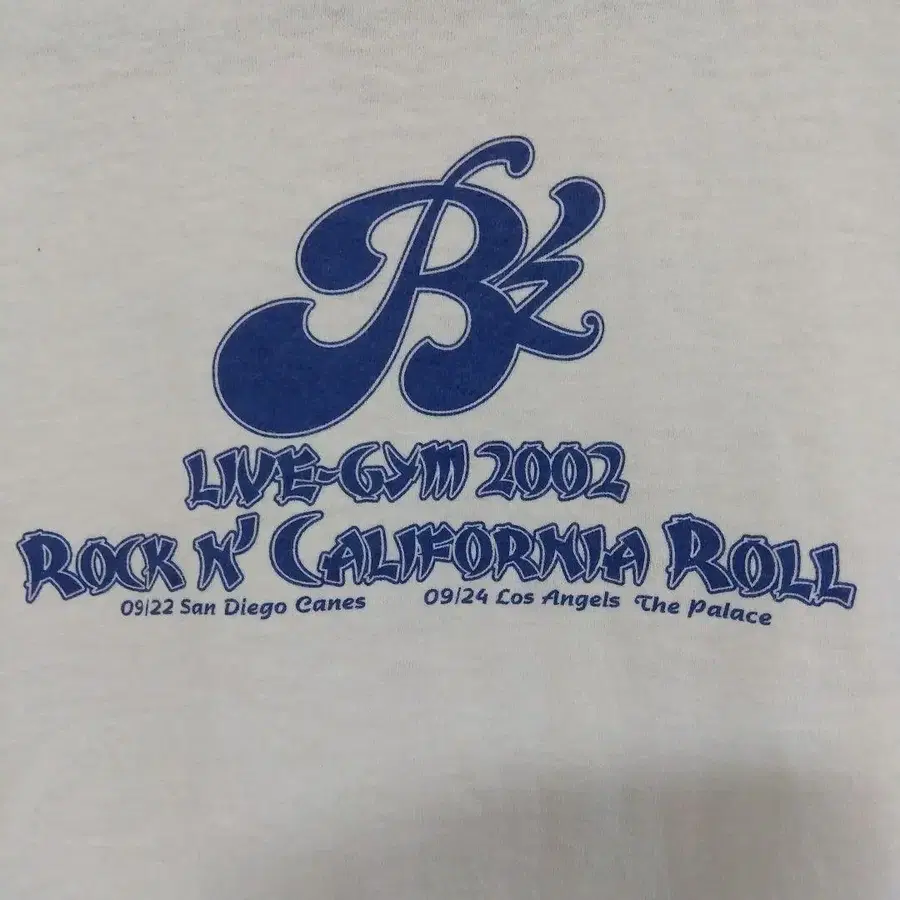 B'z
LIVE-GYM 2002
ROCK N' CALIFORNIA ROLL
09/22 San Diego Canes 09/24 Los Angels The Palace